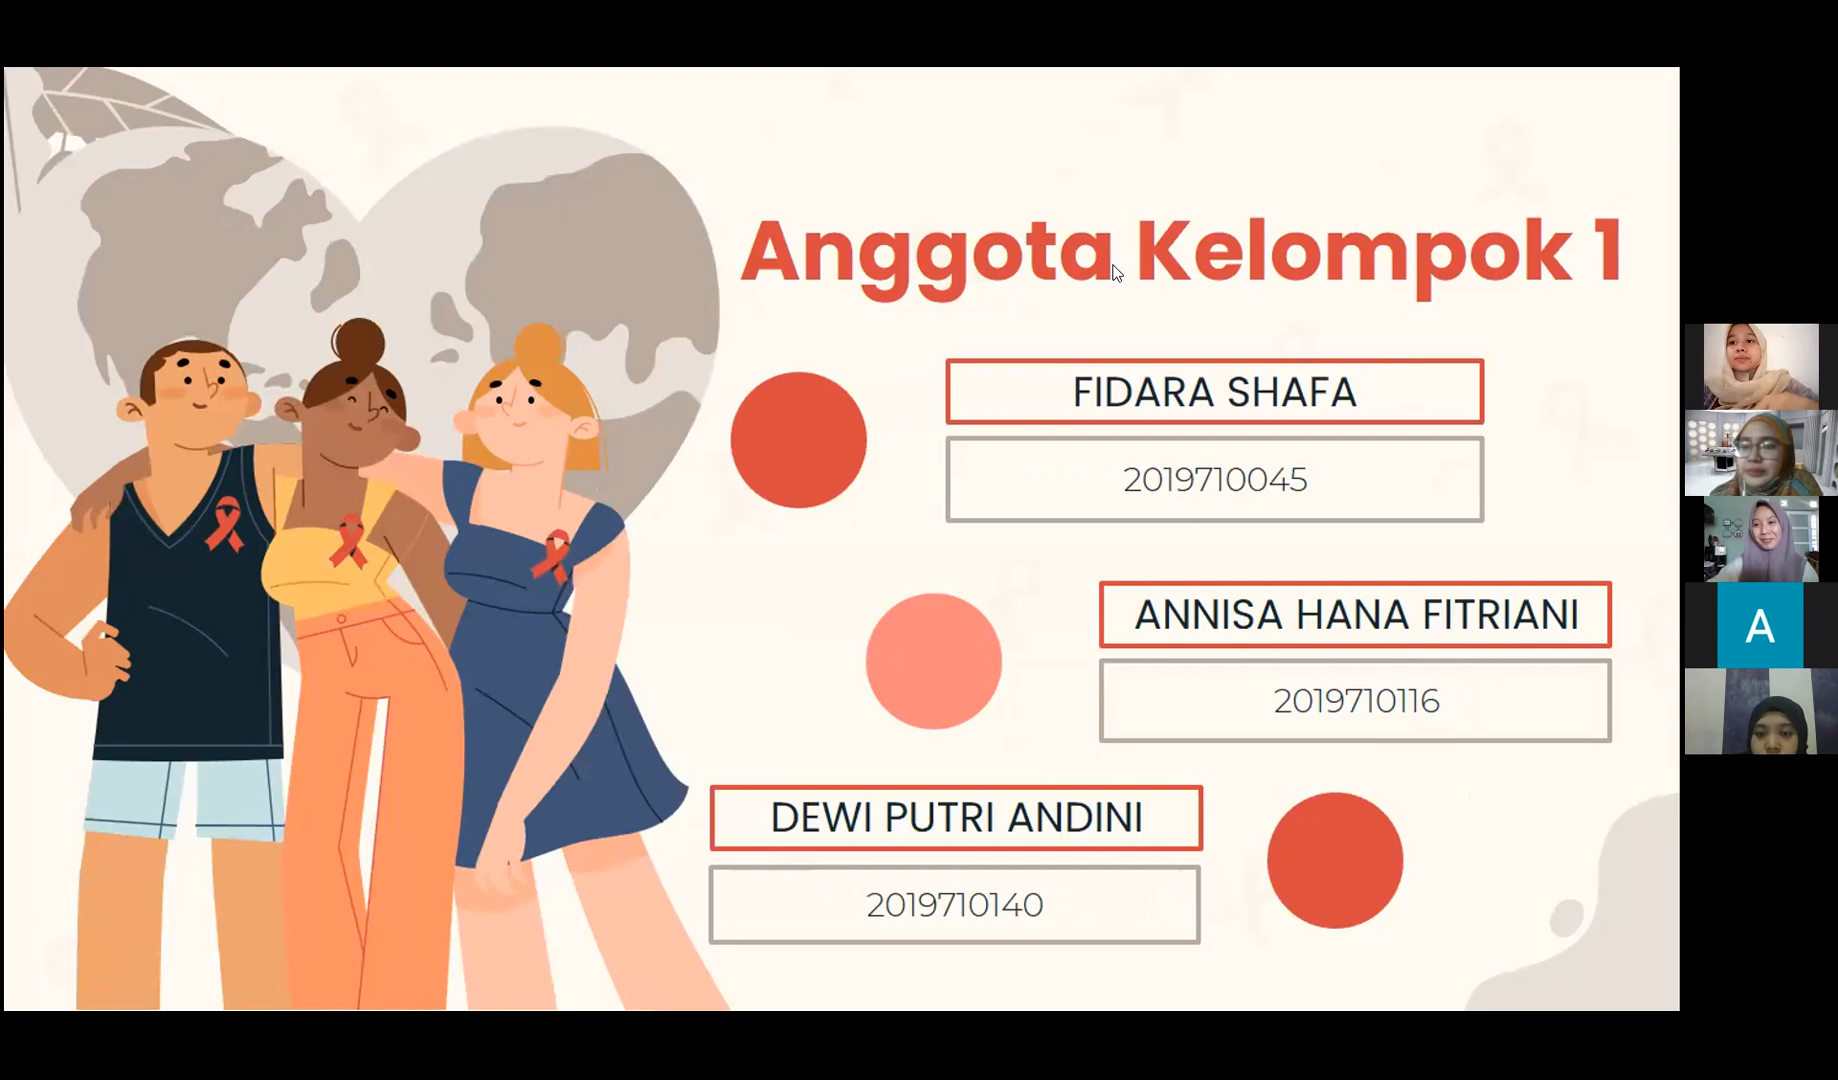 Anggota Kelompok 1
FIDARA SHAFA
2019710045
ANNISA HANA FITRIANI
2019710116
DEWI PUTRI ANDINI
2019710140
A